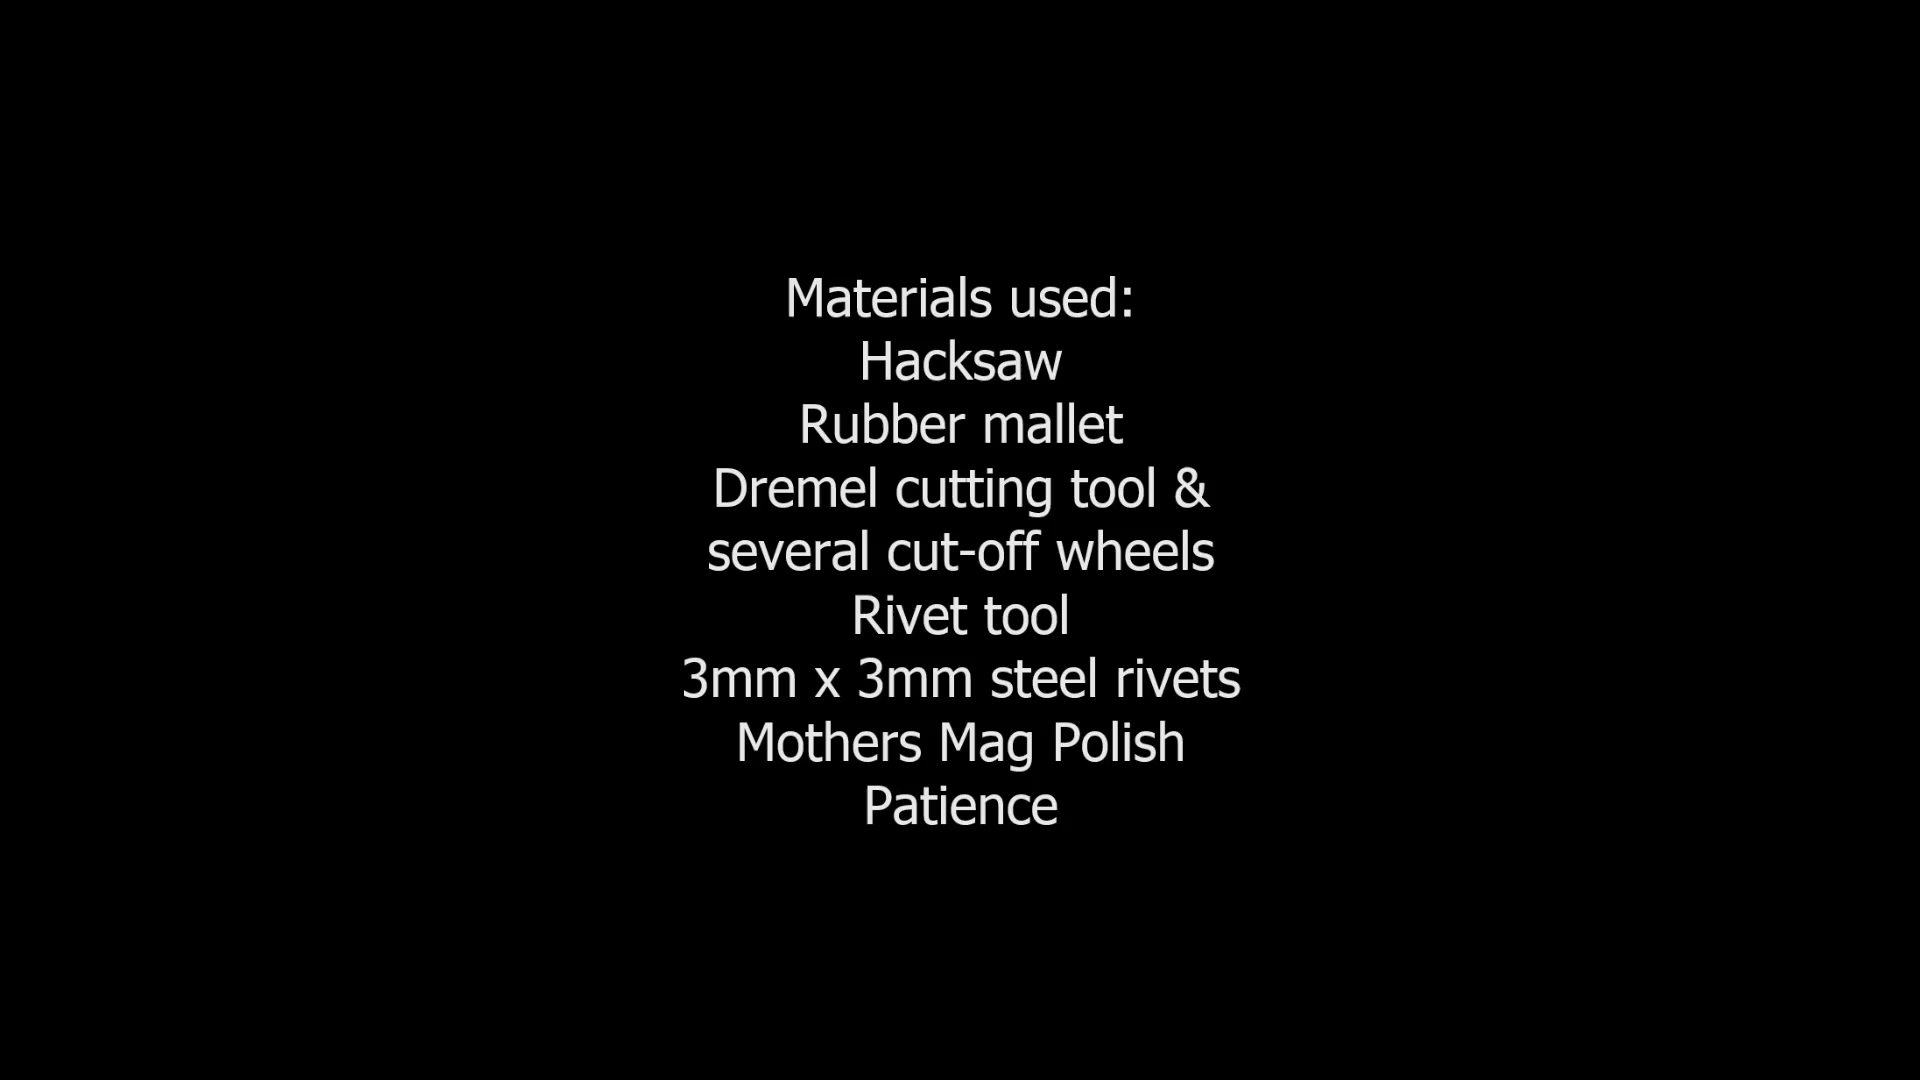 Materials used:
Hacksaw
Rubber mallet
Dremel cutting tool &
several cut-off wheels
Rivet tool
3mm x 3mm steel rivets
Mothers Mag Polish
Patience